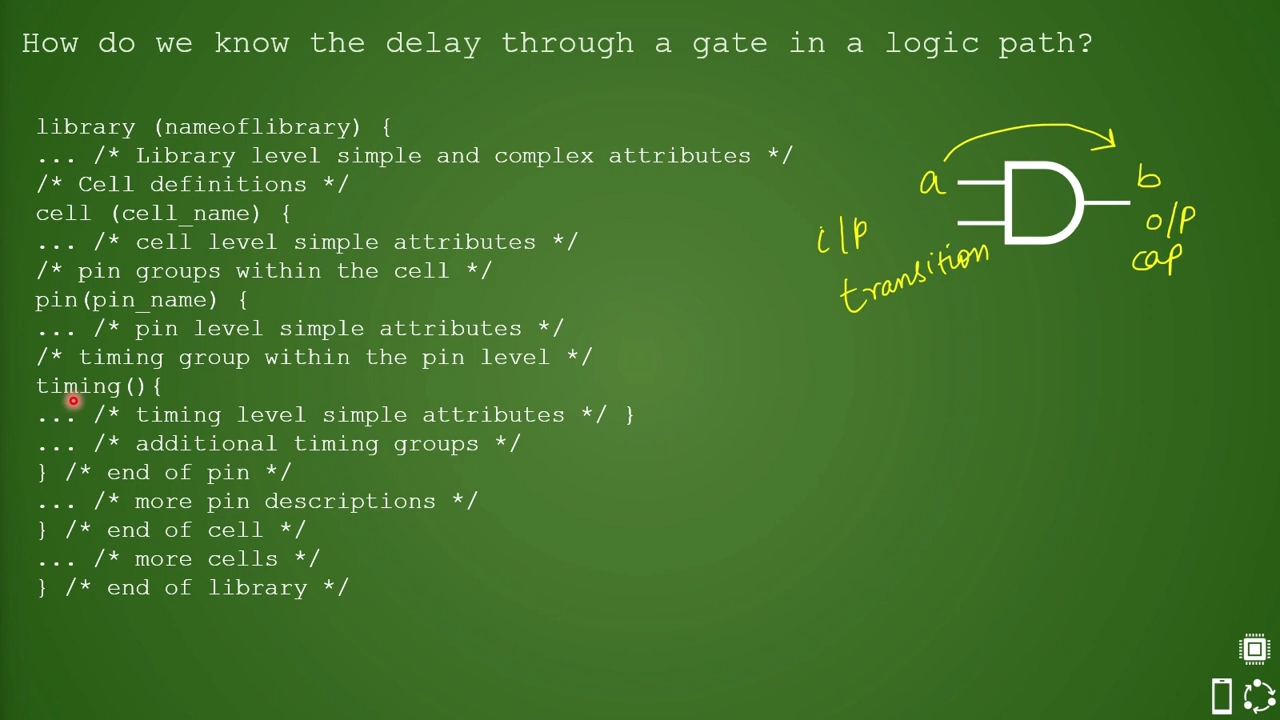 How do we know the delay through a gate in a logic path?
library (nameoflibrary) {
... /* Library level simple and complex attributes */
/* Cell definitions */
cell (cell_name) {
... /* cell level simple attributes */
/* pin groups within the cell */
pin(pin_name) {
... /* pin level simple attributes */
/* timing group within the pin level */
timing(){
... /* timing level simple attributes */ }
... /* additional timing groups */
} /* end of pin */
... /* more pin descriptions */
} /* end of cell */
... /* more cells */
} /* end of library */
a
b
i/p
transition
o/p
cap